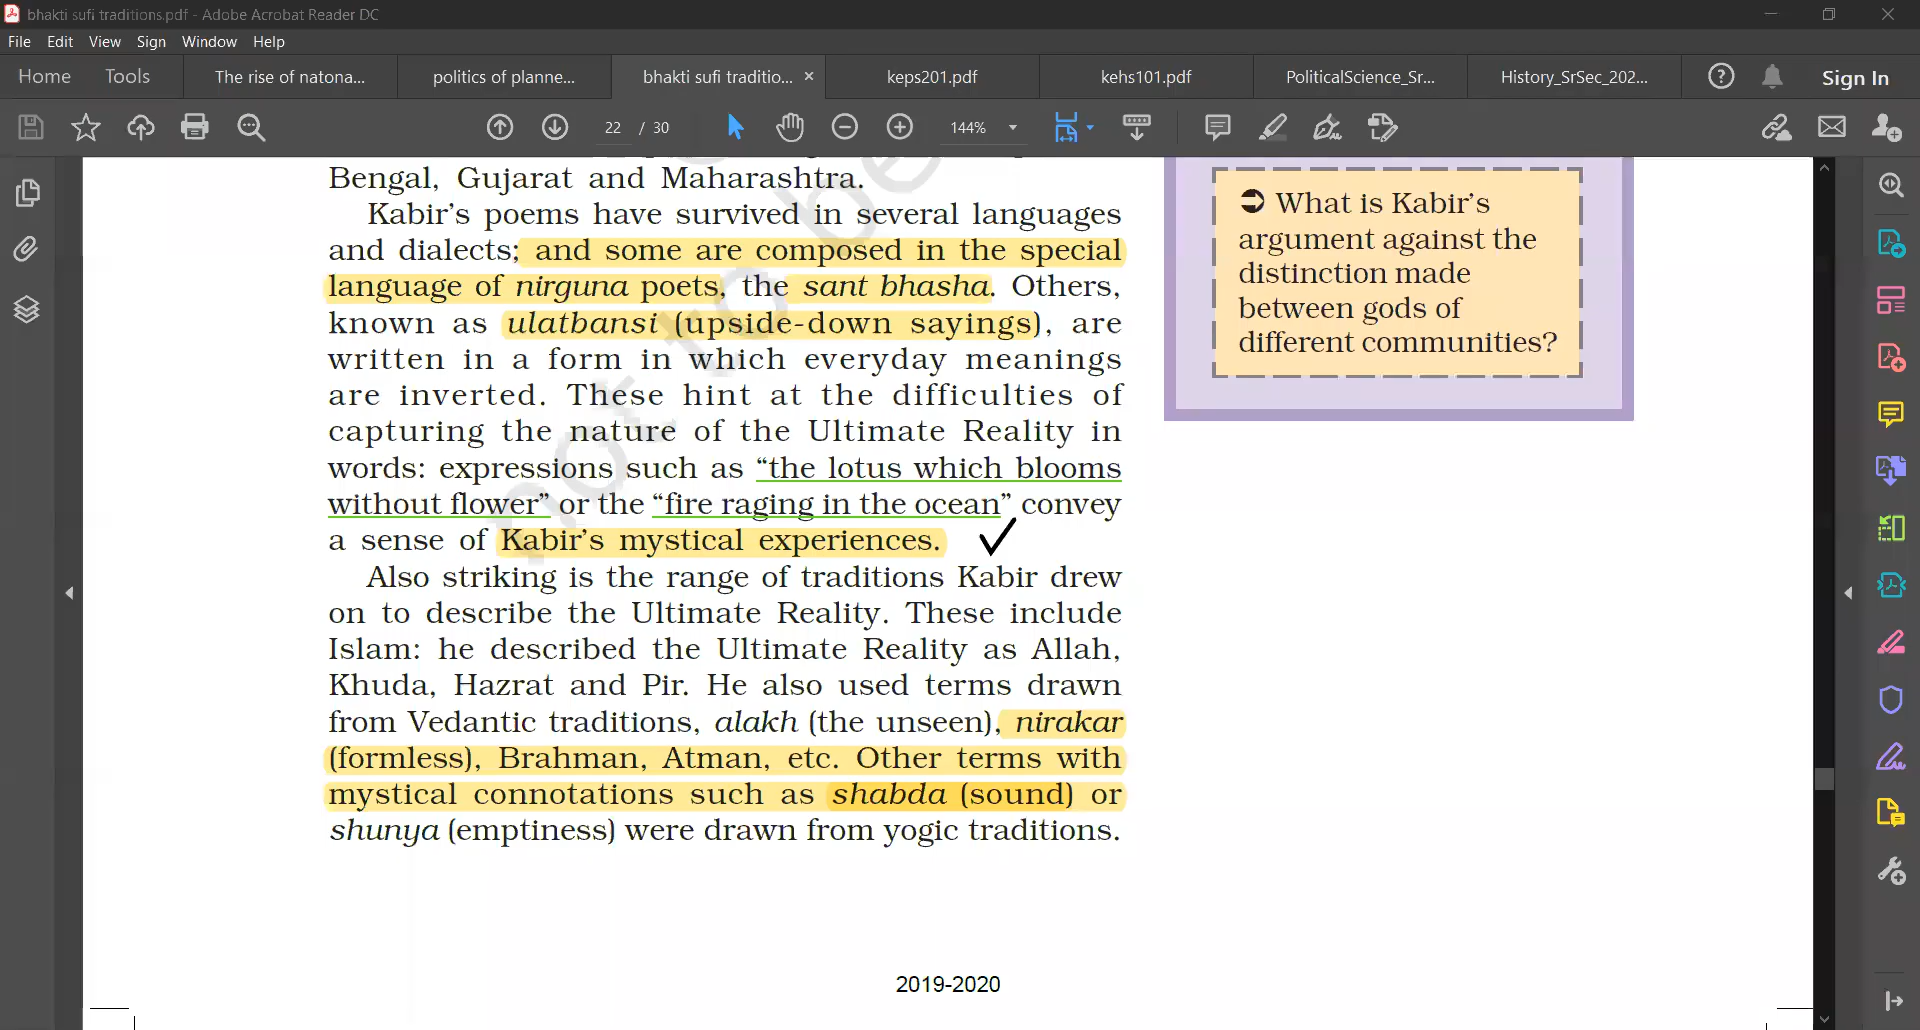 bhakti sufi traditions.pdf - Adobe Acrobat Reader DC
File Edit View Sign Window Help
Home Tools The rise of natona... politics of planne... bhakti sufi traditio... × keps201.pdf kehs101.pdf PoliticalScience_Sr... History_SrSec_202... Sign In
22 / 30 144%
Bengal, Gujarat and Maharashtra.
Kabir's poems have survived in several languages
and dialects; and some are composed in the special
language of nirguna poets, the sant bhasha. Others,
known as ulatbansi (upside-down sayings), are
written in a form in which everyday meanings
are inverted. These hint at the difficulties of
capturing the nature of the Ultimate Reality in
words: expressions such as “the lotus which blooms
without flower” or the “fire raging in the ocean” convey
a sense of Kabir's mystical experiences.
Also striking is the range of traditions Kabir drew
on to describe the Ultimate Reality. These include
Islam: he described the Ultimate Reality as Allah,
Khuda, Hazrat and Pir. He also used terms drawn
from Vedantic traditions, alakh (the unseen), nirakar
(formless), Brahman, Atman, etc. Other terms with
mystical connotations such as shabda (sound) or
shunya (emptiness) were drawn from yogic traditions.
➲ What is Kabir's
argument against the
distinction made
between gods of
different communities?
not to be
2019-2020